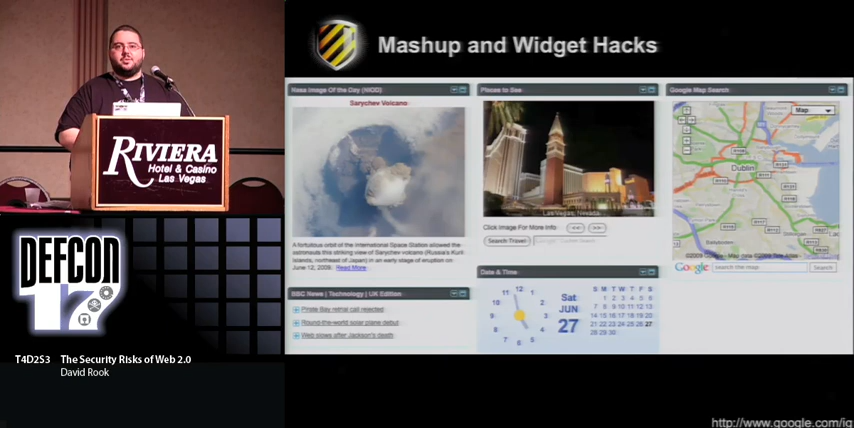 Mashup and Widget Hacks
Nasa Image Of the Day (NIOD)
Places to See
Google Map Search
Sarychev Volcano
Map
Dublin
RIVIERA
Hotel & Casino
Las Vegas
Las Vegas, Nevada
Click Image For More Info
<<
>>
Search Travel
A fortuitous orbit of the International Space Station allowed the
astronauts this striking view of Sarychev volcano (Russia's Kuril
Islands, northeast of Japan) in an early stage of eruption on
June 12, 2009. Read More
Google
search the map
Search
Date & Time
BBC News | Technology | UK Edition
Pirate Bay retrial call rejected
Round-the-world solar plane debut
Web slows after Jackson's death
11 12 1
2
3
4
5
6
7
8
Sat
JUN
27
S M T W T F S
1 2 3 4 5 6
7 8 9 10 11 12 13
14 15 16 17 18 19 20
21 22 23 24 25 26 27
28 29 30
DEFCON
17
T4D2S3 The Security Risks of Web 2.0
David Rook
http://www.google.com/ig